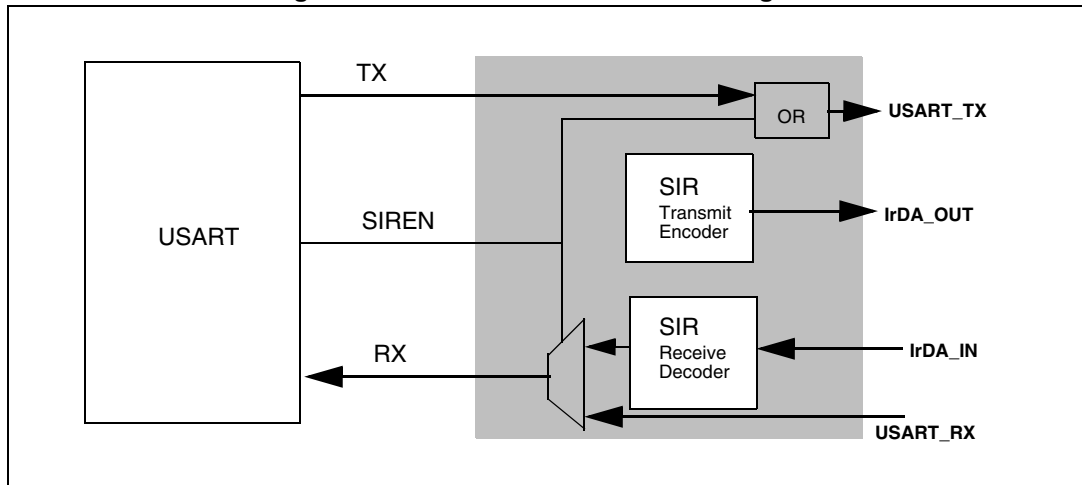 TX
OR
USART_TX
SIR
Transmit
Encoder
IrDA_OUT
USART
SIREN
SIR
Receive
Decoder
IrDA_IN
RX
USART_RX